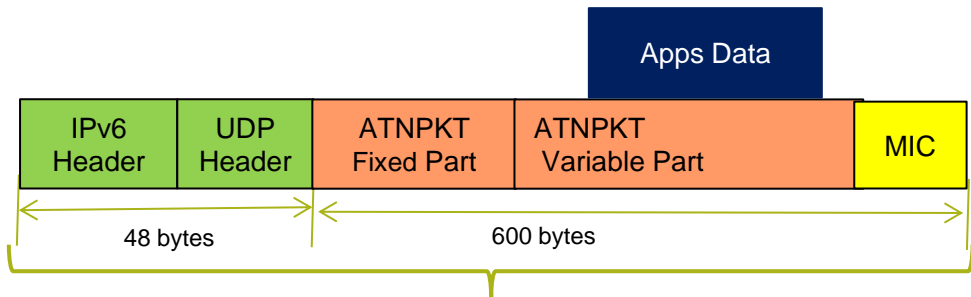 Apps Data
IPv6
Header
UDP
Header
ATNPKT
Fixed Part
ATNPKT
Variable Part
MIC
48 bytes
600 bytes